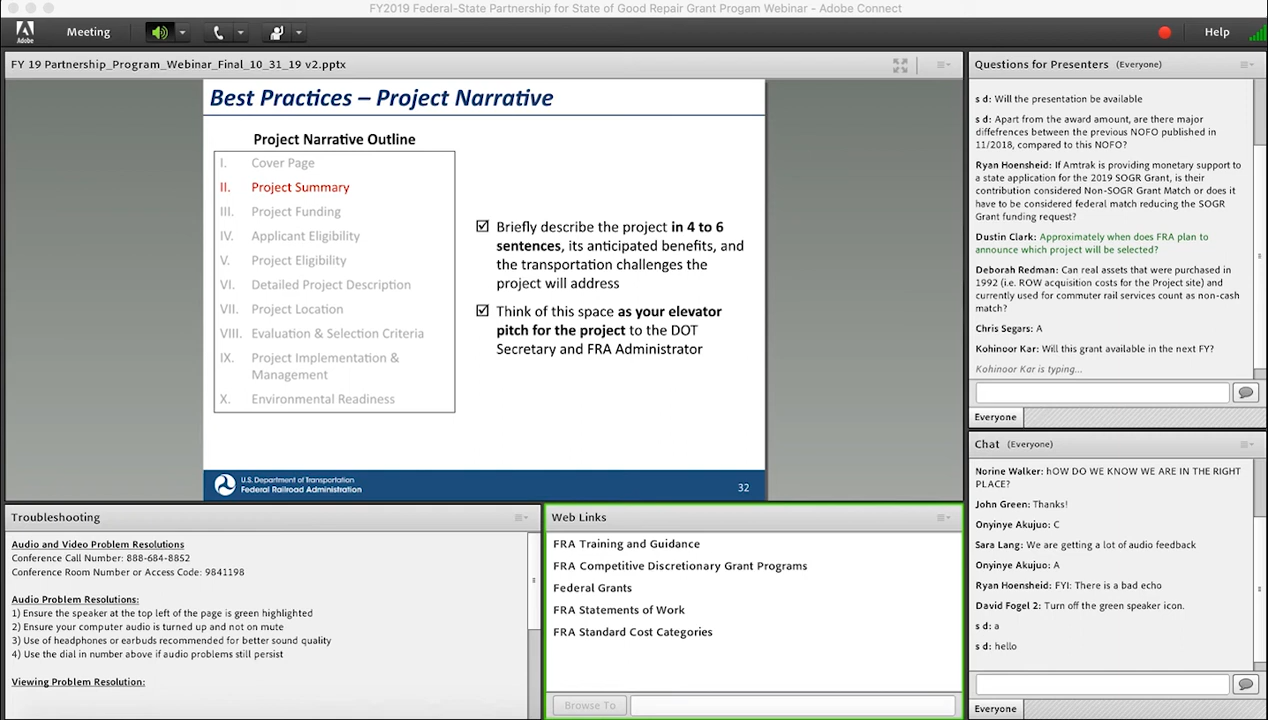 FY2019 Federal-State Partnership for State of Good Repair Grant Progam Webinar - Adobe Connect
Adobe
Meeting
Help
FY 19 Partnership_Program_Webinar_Final_10_31_19 v2.pptx
Best Practices – Project Narrative
Project Narrative Outline
I. Cover Page
II. Project Summary
III. Project Funding
IV. Applicant Eligibility
V. Project Eligibility
VI. Detailed Project Description
VII. Project Location
VIII. Evaluation & Selection Criteria
IX. Project Implementation &
Management
X. Environmental Readiness
Briefly describe the project in 4 to 6
sentences, its anticipated benefits, and
the transportation challenges the
project will address
Think of this space as your elevator
pitch for the project to the DOT
Secretary and FRA Administrator
U.S. Department of Transportation
Federal Railroad Administration
32
Questions for Presenters (Everyone)
s d: Will the presentation be available
s d: Apart from the award amount, are there major
differences between the previous NOFO published in
11/2018, compared to this NOFO?
Ryan Hoensheid: If Amtrak is providing monetary support to
a state application for the 2019 SOGR Grant, is their
contribution considered Non-SOGR Grant Match or does it
have to be considered federal match reducing the SOGR
Grant funding request?
Dustin Clark: Approximately when does FRA plan to
announce which project will be selected?
Deborah Redman: Can real assets that were purchased in
1992 (i.e. ROW acquisition costs for the Project site) and
currently used for commuter rail services count as non-cash
match?
Chris Segars: A
Kohinoor Kar: Will this grant available in the next FY?
Kohinoor Kar is typing...
Everyone
Chat (Everyone)
Norine Walker: hOW DO WE KNOW WE ARE IN THE RIGHT
PLACE?
John Green: Thanks!
Onyinye Akujuo: C
Sara Lang: We are getting a lot of audio feedback
Onyinye Akujuo: A
Ryan Hoensheid: FYI: There is a bad echo
David Fogel 2: Turn off the green speaker icon.
s d: a
s d: hello
Everyone
Troubleshooting
Audio and Video Problem Resolutions
Conference Call Number: 888-684-8852
Conference Room Number or Access Code: 9841198
Audio Problem Resolutions:
1) Ensure the speaker at the top left of the page is green highlighted
2) Ensure your computer audio is turned up and not on mute
3) Use of headphones or earbuds recommended for better sound quality
4) Use the dial in number above if audio problems still persist
Viewing Problem Resolution:
Web Links
FRA Training and Guidance
FRA Competitive Discretionary Grant Programs
Federal Grants
FRA Statements of Work
FRA Standard Cost Categories
Browse To